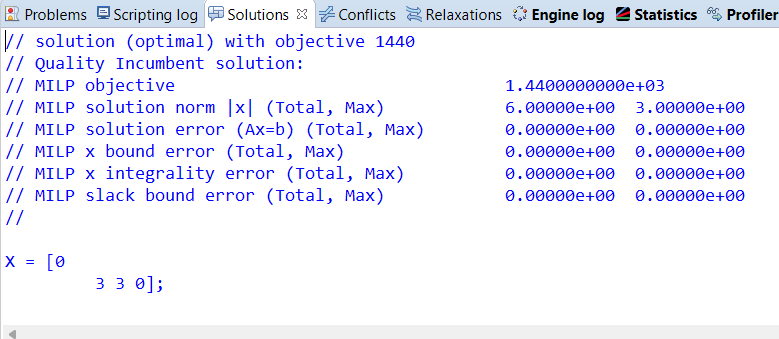 Problems Scripting log Solutions Conflicts Relaxations Engine log Statistics Profiler
// solution (optimal) with objective 1440
// Quality Incumbent solution:
// MILP objective 1.4400000000e+03
// MILP solution norm |x| (Total, Max) 6.00000e+00 3.00000e+00
// MILP solution error (Ax=b) (Total, Max) 0.00000e+00 0.00000e+00
// MILP x bound error (Total, Max) 0.00000e+00 0.00000e+00
// MILP x integrality error (Total, Max) 0.00000e+00 0.00000e+00
// MILP slack bound error (Total, Max) 0.00000e+00 0.00000e+00
//
X = [0
3 3 0];